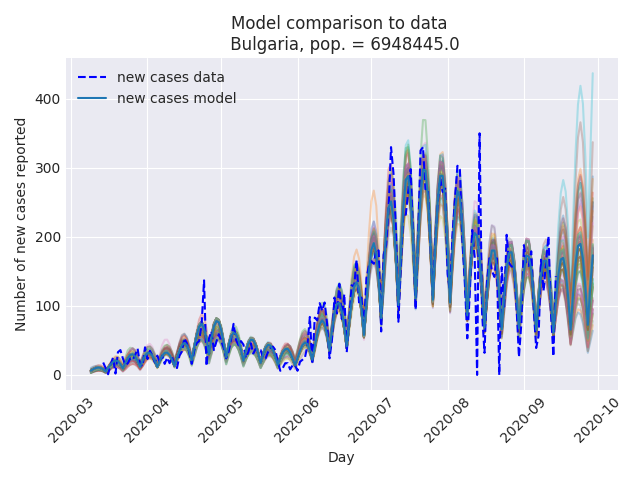 Model comparison to data
Bulgaria, pop. = 6948445.0
new cases data
new cases model
Number of new cases reported
400
300
200
100
0
2020-03
2020-04
2020-05
2020-06
2020-07
2020-08
2020-09
2020-10
Day